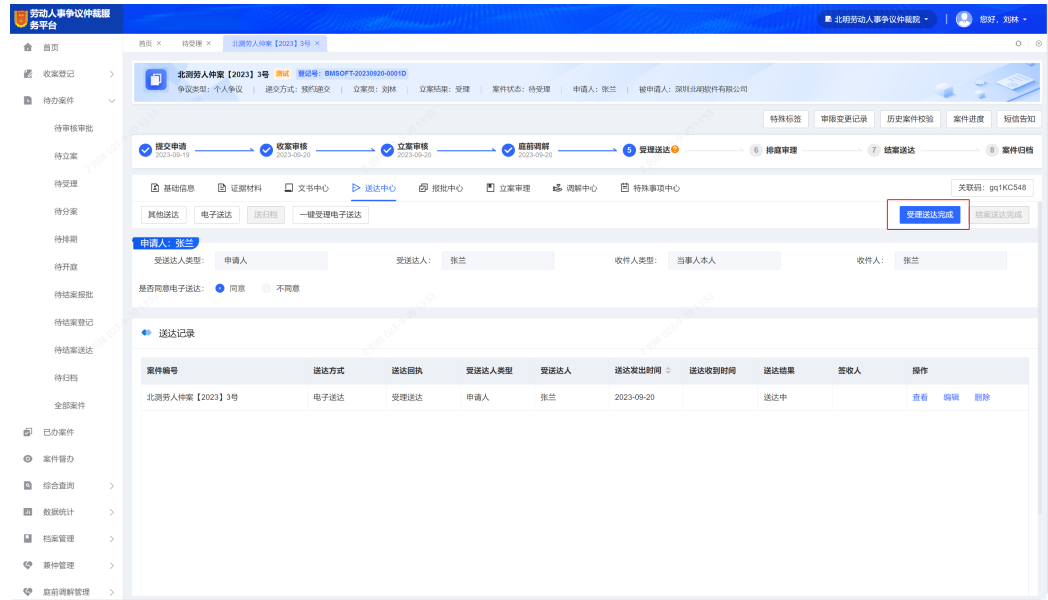 劳动人事争议仲裁服务平台
北明劳动人事争议仲裁院
您好，刘林
首页
收案登记
待办案件
待审核审批
待立案
待受理
待分案
待排期
待开庭
待结案报批
待结案登记
待结案送达
待归档
全部案件
已办案件
案件督办
综合查询
数据统计
档案管理
兼仲管理
庭前调解管理
首页 × 待受理 × 北测劳人仲案【2023】3号 ×
北测劳人仲案【2023】3号 测试 登记号：BMSOFT-20230920-0001D
争议类型：个人争议 | 递交方式：预约递交 | 立案员：刘林 | 立案结果：受理 | 案件状态：待受理 | 申请人：张兰 | 被申请人：深圳北明软件有限公司
特殊标签 审限变更记录 历史案件校验 案件进度 短信告知
提交申请 收案审核 立案审核 庭前调解 5 受理送达 6 排庭审理 7 结案送达 8 案件归档
2023-09-19 2023-09-20 2023-09-20 2023-09-20
基础信息 证据材料 文书中心 送达中心 报批中心 立案审理 调解中心 特殊事项中心 关联码：gq1KC548
其他送达 电子送达 送归档 一键受理电子送达 受理送达完成 结案送达完成
申请人：张兰
受送达人类型： 申请人 受送达人： 张兰 收件人类型： 当事人本人 收件人： 张兰
是否同意电子送达： 同意 不同意
送达记录
案件编号 送达方式 送达回执 受送达人类型 受送达人 送达发出时间 送达收到时间 送达结果 签收人 操作
北测劳人仲案【2023】3号 电子送达 受理送达 申请人 张兰 2023-09-20 送达中 查看 编辑 删除